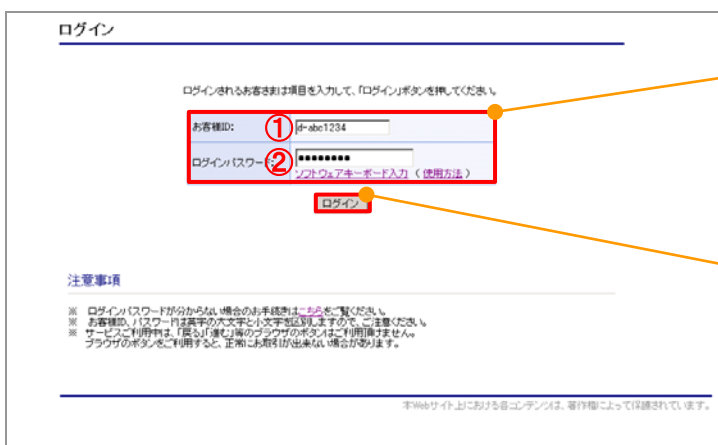 ログイン
ログインされるお客さまは項目を入力して、「ログイン」ボタンを押してください。
お客様ID: ① d-abc1234
ログインパスワード: ② ●●●●●●●●
ソフトウェアキーボード入力 ( 使用方法 )
ログイン
注意事項
※ ログインパスワードが分からない場合のお手続きはこちらをご覧ください。
※ お客様ID、パスワードは英字の大文字と小文字を区別しますので、ご注意ください。
※ サービスご利用中は、「戻る」「進む」等のブラウザのボタンはご利用頂けません。
ブラウザのボタンをご利用すると、正常にお取引が出来ない場合があります。
本Webサイト上における各コンテンツは、著作権によって保護されています。